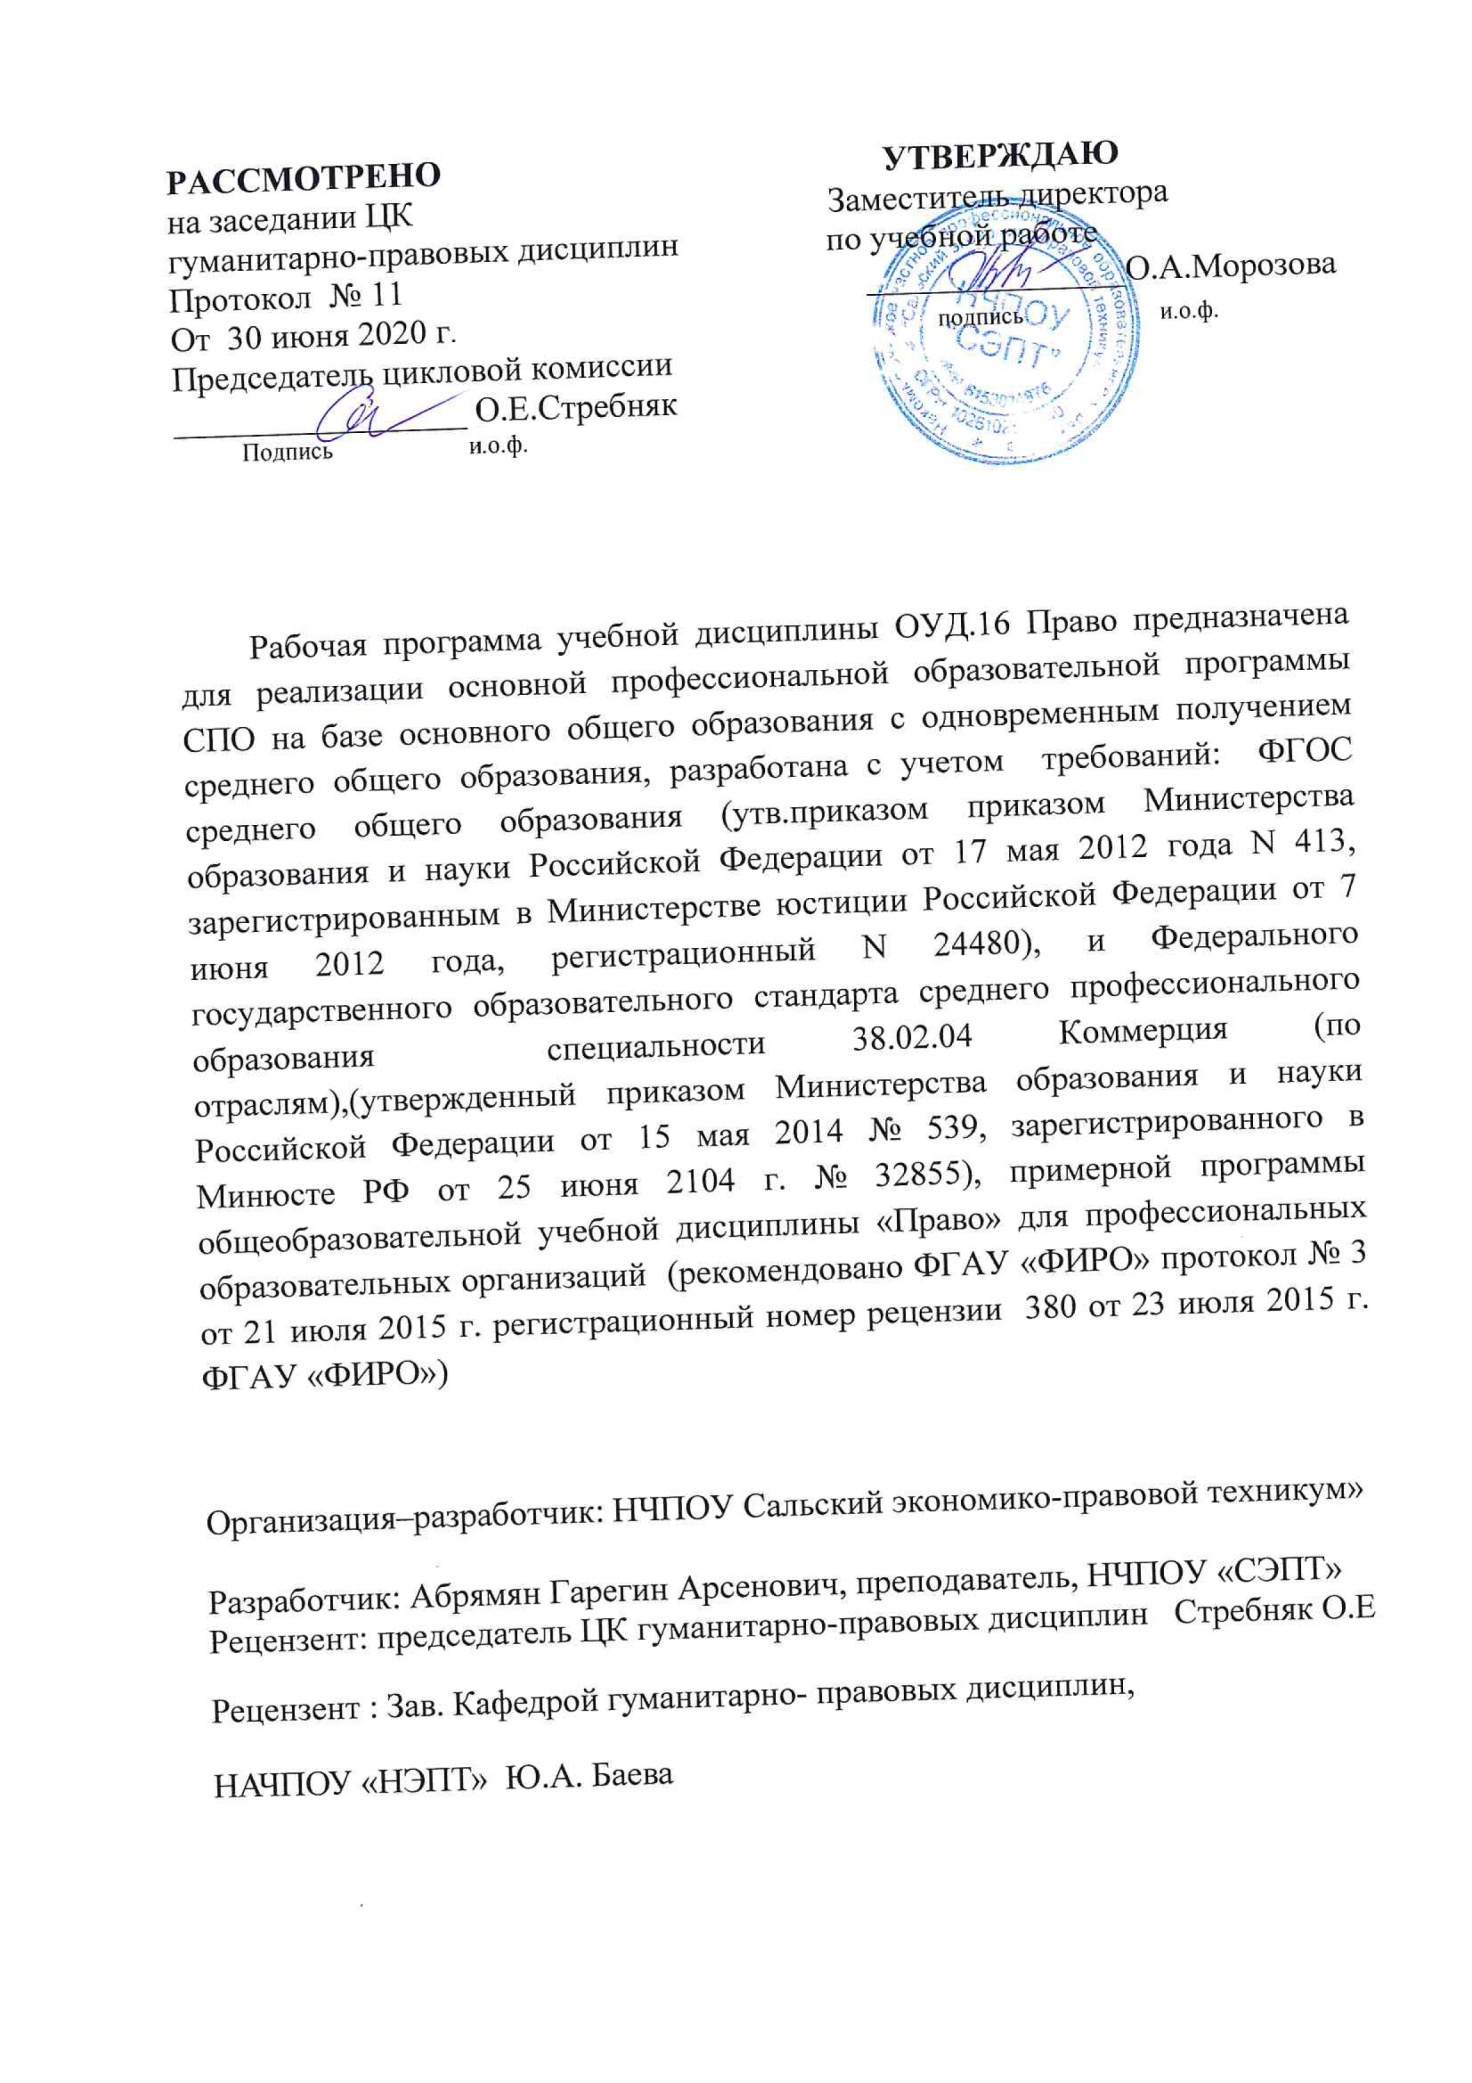 РАССМОТРЕНО
на заседании ЦК
гуманитарно-правовых дисциплин
Протокол № 11
От 30 июня 2020 г.
Председатель цикловой комиссии
О.Е.Стребняк
Подпись и.о.ф.
УТВЕРЖДАЮ
Заместитель директора
по учебной работе
О.А.Морозова
подпись и.о.ф.
НЧПОУ
"СЭПТ"
Рабочая программа учебной дисциплины ОУД.16 Право предназначена
для реализации основной профессиональной образовательной программы
СПО на базе основного общего образования с одновременным получением
среднего общего образования, разработана с учетом требований: ФГОС
среднего общего образования (утв.приказом приказом Министерства
образования и науки Российской Федерации от 17 мая 2012 года N 413,
зарегистрированным в Министерстве юстиции Российской Федерации от 7
июня 2012 года, регистрационный N 24480), и Федерального
государственного образовательного стандарта среднего профессионального
образования специальности 38.02.04 Коммерция (по
отраслям),(утвержденный приказом Министерства образования и науки
Российской Федерации от 15 мая 2014 № 539, зарегистрированного в
Минюсте РФ от 25 июня 2104 г. № 32855), примерной программы
общеобразовательной учебной дисциплины «Право» для профессиональных
образовательных организаций (рекомендовано ФГАУ «ФИРО» протокол № 3
от 21 июля 2015 г. регистрационный номер рецензии 380 от 23 июля 2015 г.
ФГАУ «ФИРО»)
Организация–разработчик: НЧПОУ Сальский экономико-правовой техникум»
Разработчик: Абрямян Гарегин Арсенович, преподаватель, НЧПОУ «СЭПТ»
Рецензент: председатель ЦК гуманитарно-правовых дисциплин Стребняк О.Е
Рецензент : Зав. Кафедрой гуманитарно- правовых дисциплин,
НАЧПОУ «НЭПТ» Ю.А. Баева